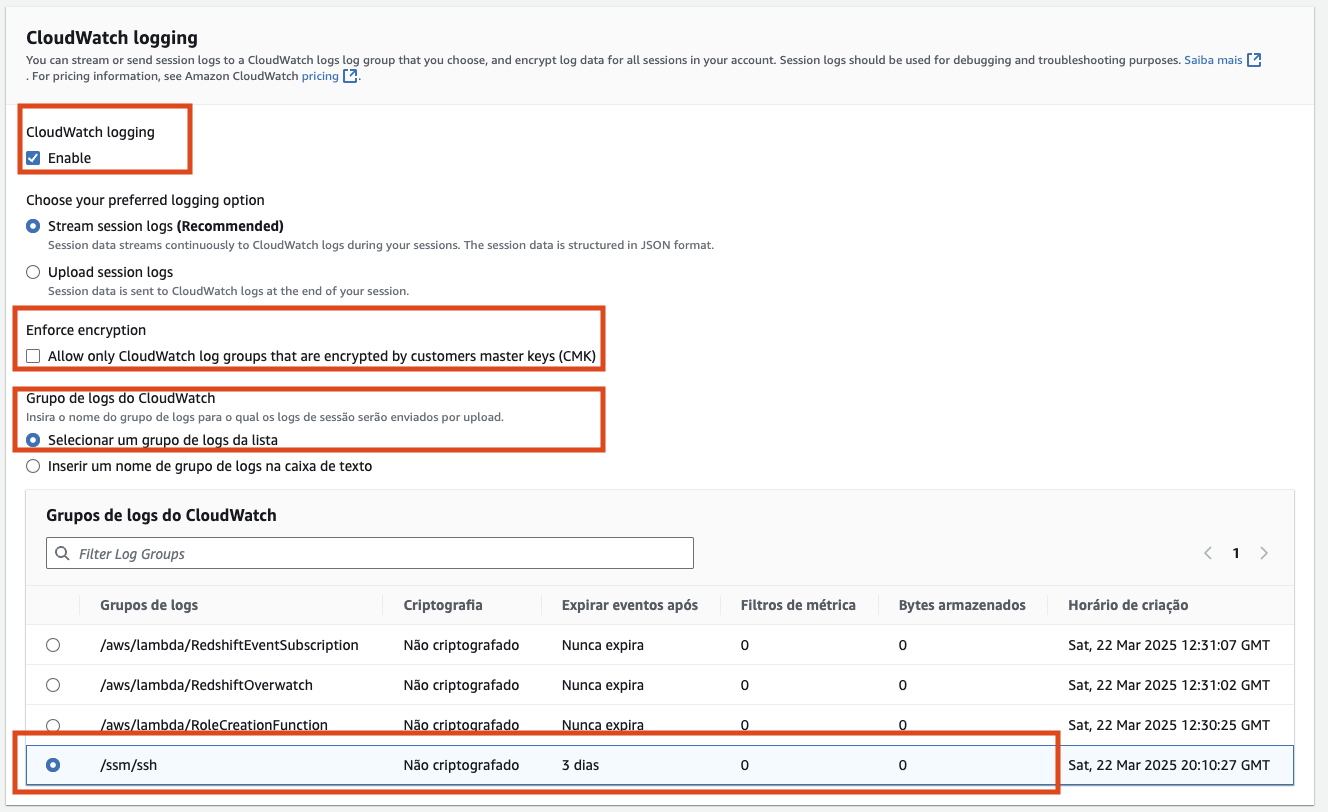 CloudWatch logging
You can stream or send session logs to a CloudWatch logs log group that you choose, and encrypt log data for all sessions in your account. Session logs should be used for debugging and troubleshooting purposes. Saiba mais
. For pricing information, see Amazon CloudWatch pricing .
CloudWatch logging
Enable
Choose your preferred logging option
Stream session logs (Recommended)
Session data streams continuously to CloudWatch logs during your sessions. The session data is structured in JSON format.
Upload session logs
Session data is sent to CloudWatch logs at the end of your session.
Enforce encryption
Allow only CloudWatch log groups that are encrypted by customers master keys (CMK)
Grupo de logs do CloudWatch
Insira o nome do grupo de logs para o qual os logs de sessão serão enviados por upload.
Selecionar um grupo de logs da lista
Inserir um nome de grupo de logs na caixa de texto
Grupos de logs do CloudWatch
Filter Log Groups 1
Grupos de logs Criptografia Expirar eventos após Filtros de métrica Bytes armazenados Horário de criação
/aws/lambda/RedshiftEventSubscription Não criptografado Nunca expira 0 0 Sat, 22 Mar 2025 12:31:07 GMT
/aws/lambda/RedshiftOverwatch Não criptografado Nunca expira 0 0 Sat, 22 Mar 2025 12:31:02 GMT
/aws/lambda/RoleCreationFunction Não criptografado Nunca expira 0 0 Sat, 22 Mar 2025 12:30:25 GMT
/ssm/ssh Não criptografado 3 dias 0 0 Sat, 22 Mar 2025 20:10:27 GMT